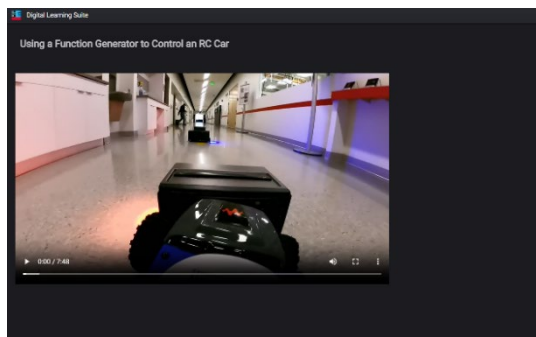 Digital Learning Suite
Using a Function Generator to Control an RC Car
0:00 / 7:48